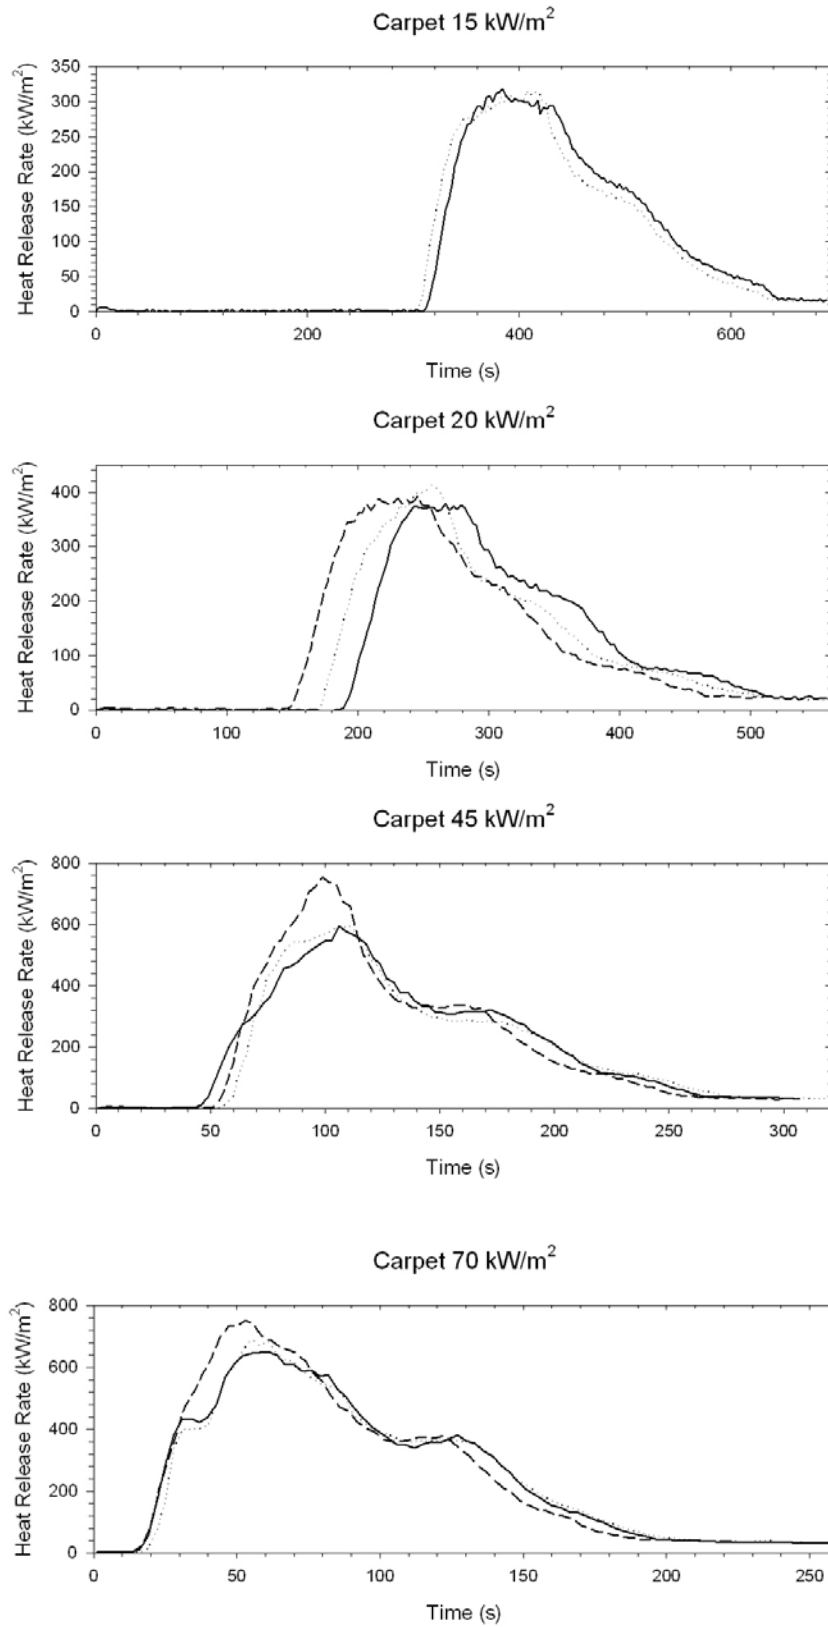 Carpet 15 kW/m²
Heat Release Rate (kW/m²)
350
300
250
200
150
100
50
0
0 200 400 600
Time (s)
Carpet 20 kW/m²
Heat Release Rate (kW/m²)
400
300
200
100
0
0 100 200 300 400 500
Time (s)
Carpet 45 kW/m²
Heat Release Rate (kW/m²)
800
600
400
200
0
0 50 100 150 200 250 300
Time (s)
Carpet 70 kW/m²
Heat Release Rate (kW/m²)
800
600
400
200
0
0 50 100 150 200 250
Time (s)